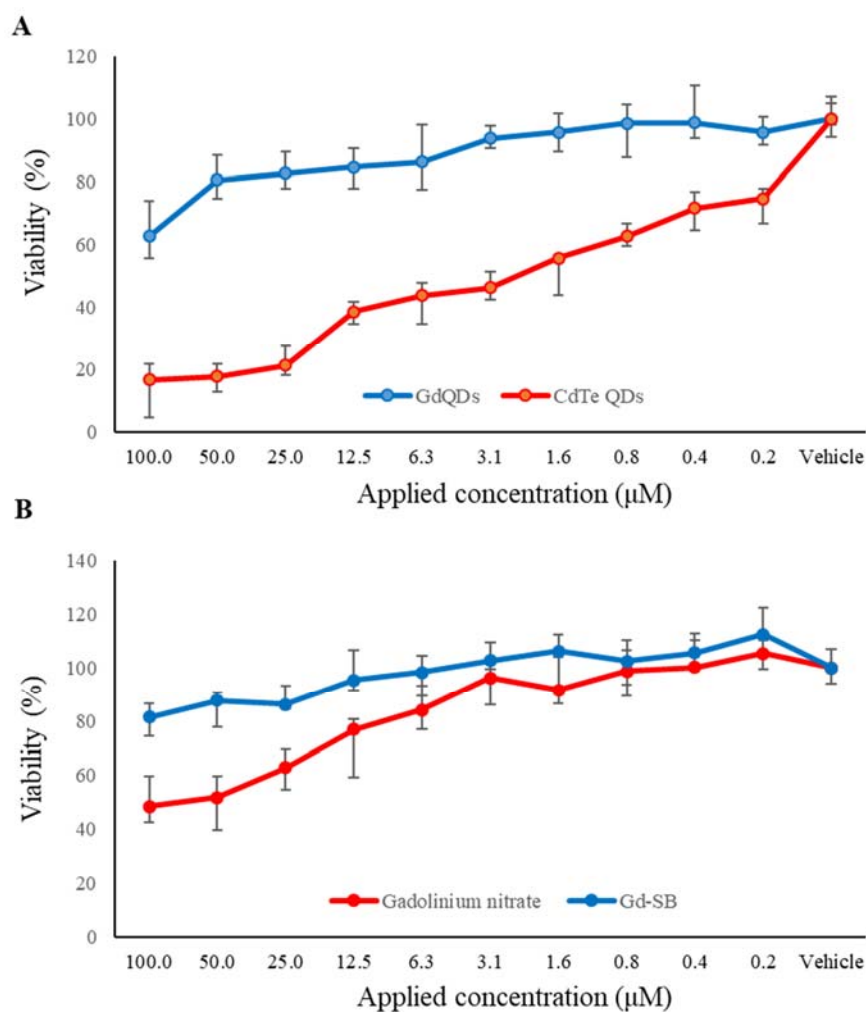 A
120
100
80
60
40
20
0
Viability (%)
GdQDs CdTe QDs
100.0 50.0 25.0 12.5 6.3 3.1 1.6 0.8 0.4 0.2 Vehicle
Applied concentration (µM)
B
140
120
100
80
60
40
20
0
Viability (%)
Gadolinium nitrate Gd-SB
100.0 50.0 25.0 12.5 6.3 3.1 1.6 0.8 0.4 0.2 Vehicle
Applied concentration (µM)